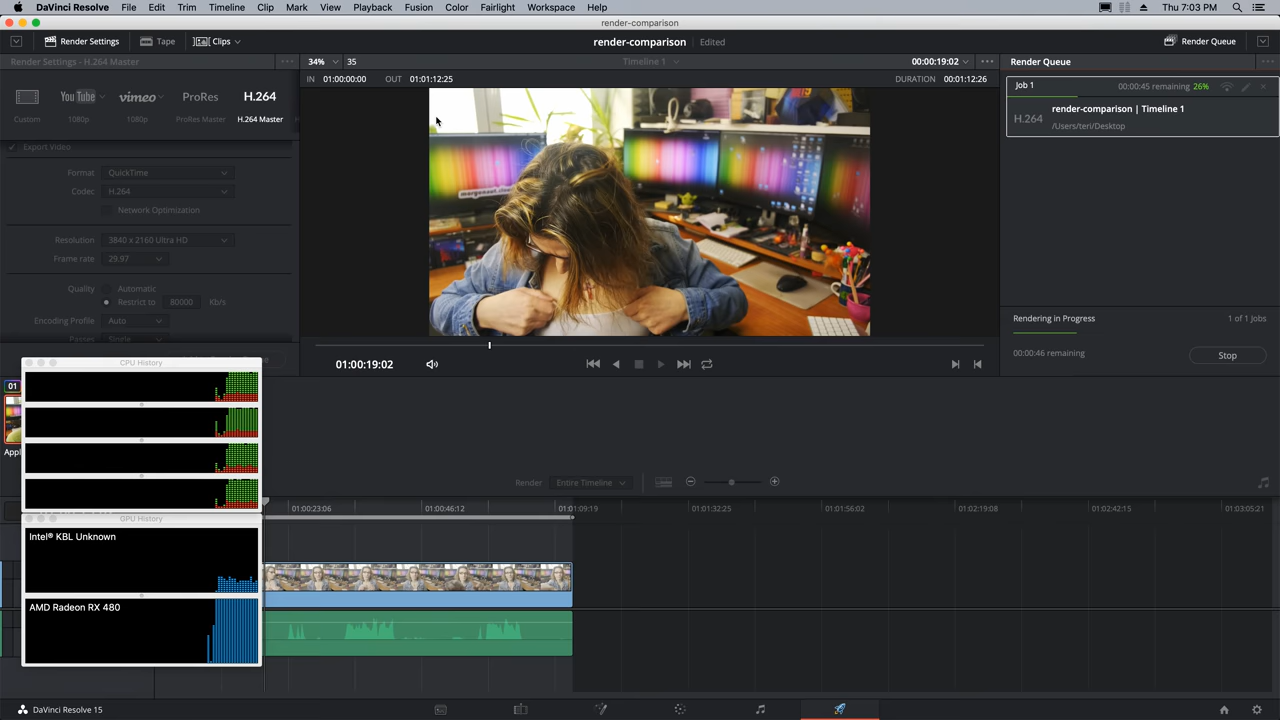 DaVinci Resolve File Edit Trim Timeline Clip Mark View Playback Fusion Color Fairlight Workspace Help Thu 7:03 PM
render-comparison
Render Settings Tape Clips render-comparison Edited Render Queue
Render Settings - H.264 Master 34% 35 Timeline 1 00:00:19:02 Render Queue
IN 01:00:00:00 OUT 01:01:12:25 DURATION 00:01:12:26
Job 1 00:00:45 remaining 26%
YouTube vimeo ProRes H.264
Custom 1080p 1080p ProRes Master H.264 Master
H.264 render-comparison | Timeline 1
/Users/teri/Desktop
Export Video
Format QuickTime
Codec H.264
Network Optimization
Resolution 3840 x 2160 Ultra HD
Frame rate 29.97
Quality Automatic
Restrict to 80000 Kb/s
Encoding Profile Auto
Passes Single
Rendering in Progress 1 of 1 Jobs
00:00:46 remaining Stop
01:00:19:02
CPU History
01
Appl
Render Entire Timeline
01:00:23:06 01:00:46:12 01:01:09:19 01:01:32:25 01:01:56:02 01:02:19:08 01:02:42:15 01:03:05:21
GPU History
Intel® KBL Unknown
AMD Radeon RX 480
DaVinci Resolve 15